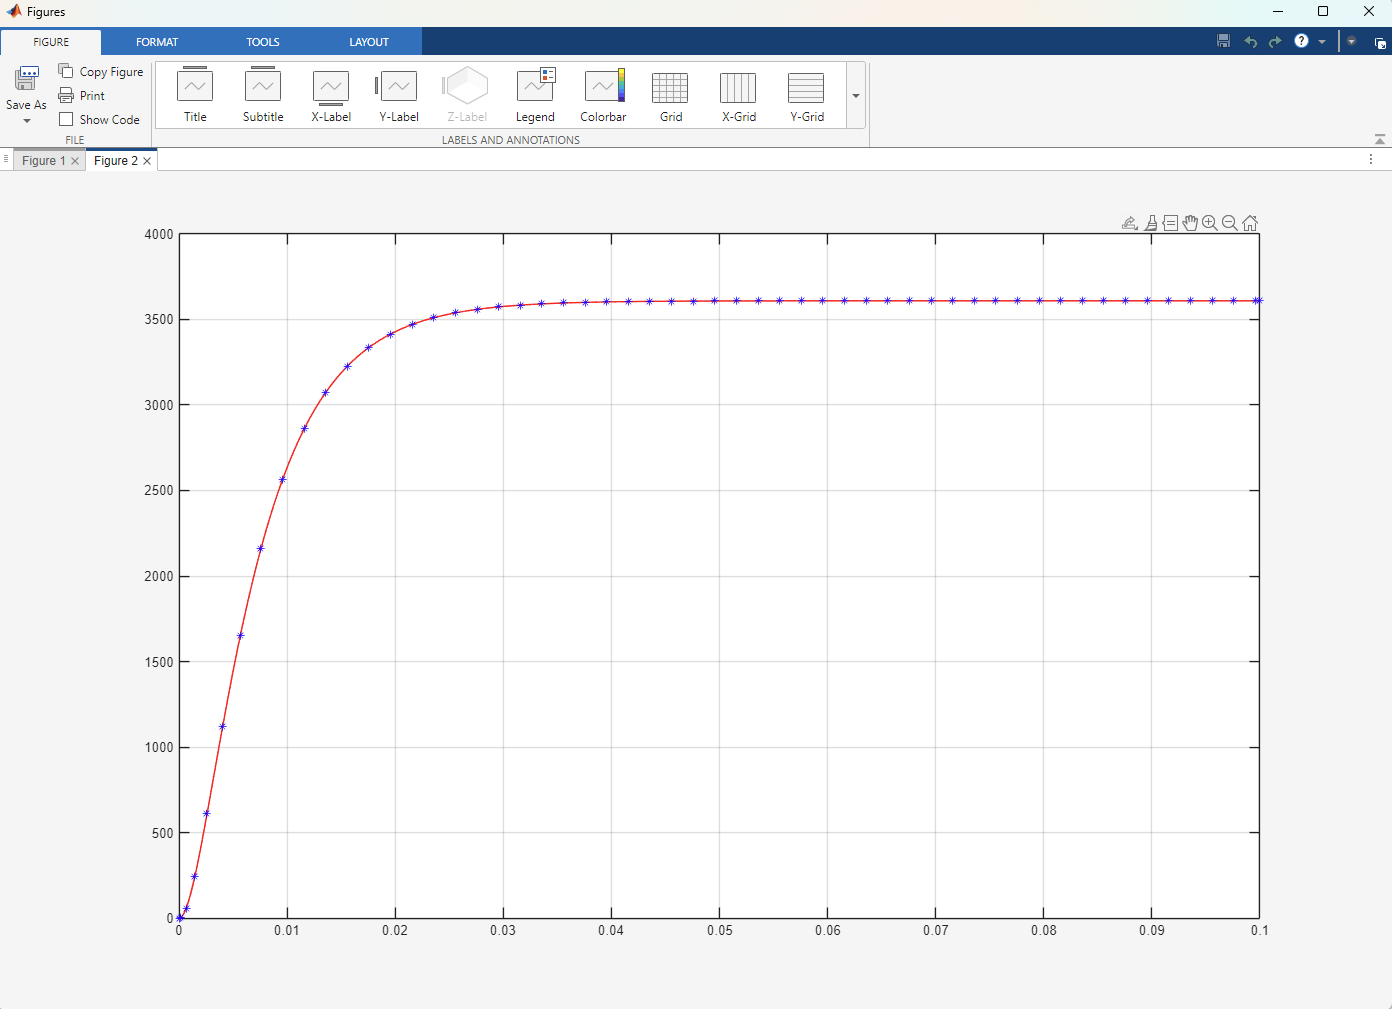 Figures
FIGURE FORMAT TOOLS LAYOUT
?
Save As
Copy Figure
Print
Show Code
Title Subtitle X-Label Y-Label Z-Label Legend Colorbar Grid X-Grid Y-Grid
FILE LABELS AND ANNOTATIONS
Figure 1 Figure 2
4000
3500
3000
2500
2000
1500
1000
500
0
0 0.01 0.02 0.03 0.04 0.05 0.06 0.07 0.08 0.09 0.1